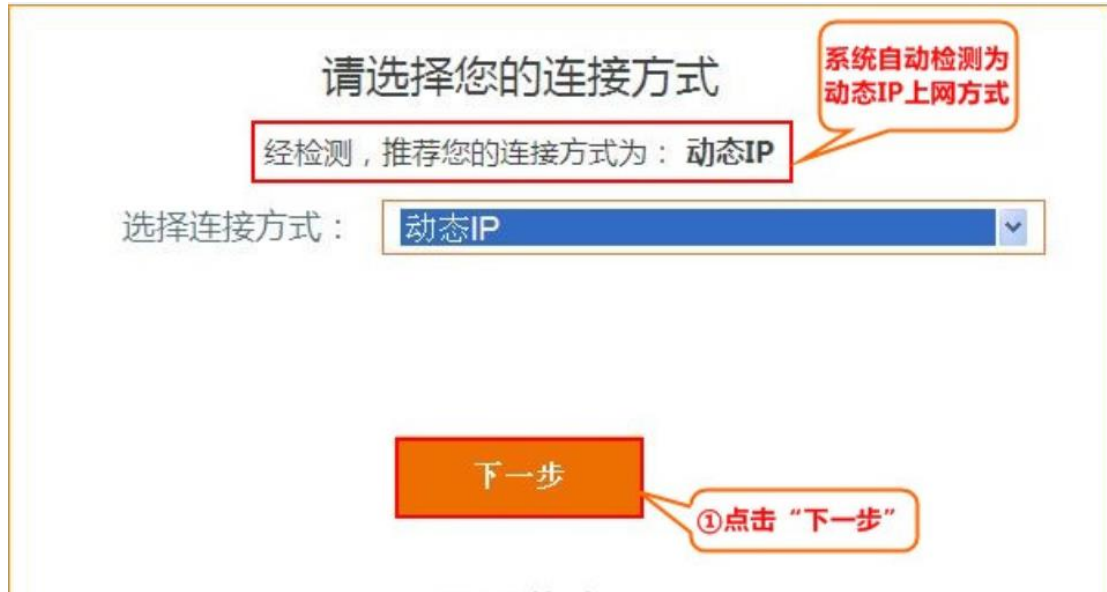 请选择您的连接方式
系统自动检测为
动态IP上网方式
经检测，推荐您的连接方式为： 动态IP
选择连接方式： 动态IP
下一步
①点击“下一步”